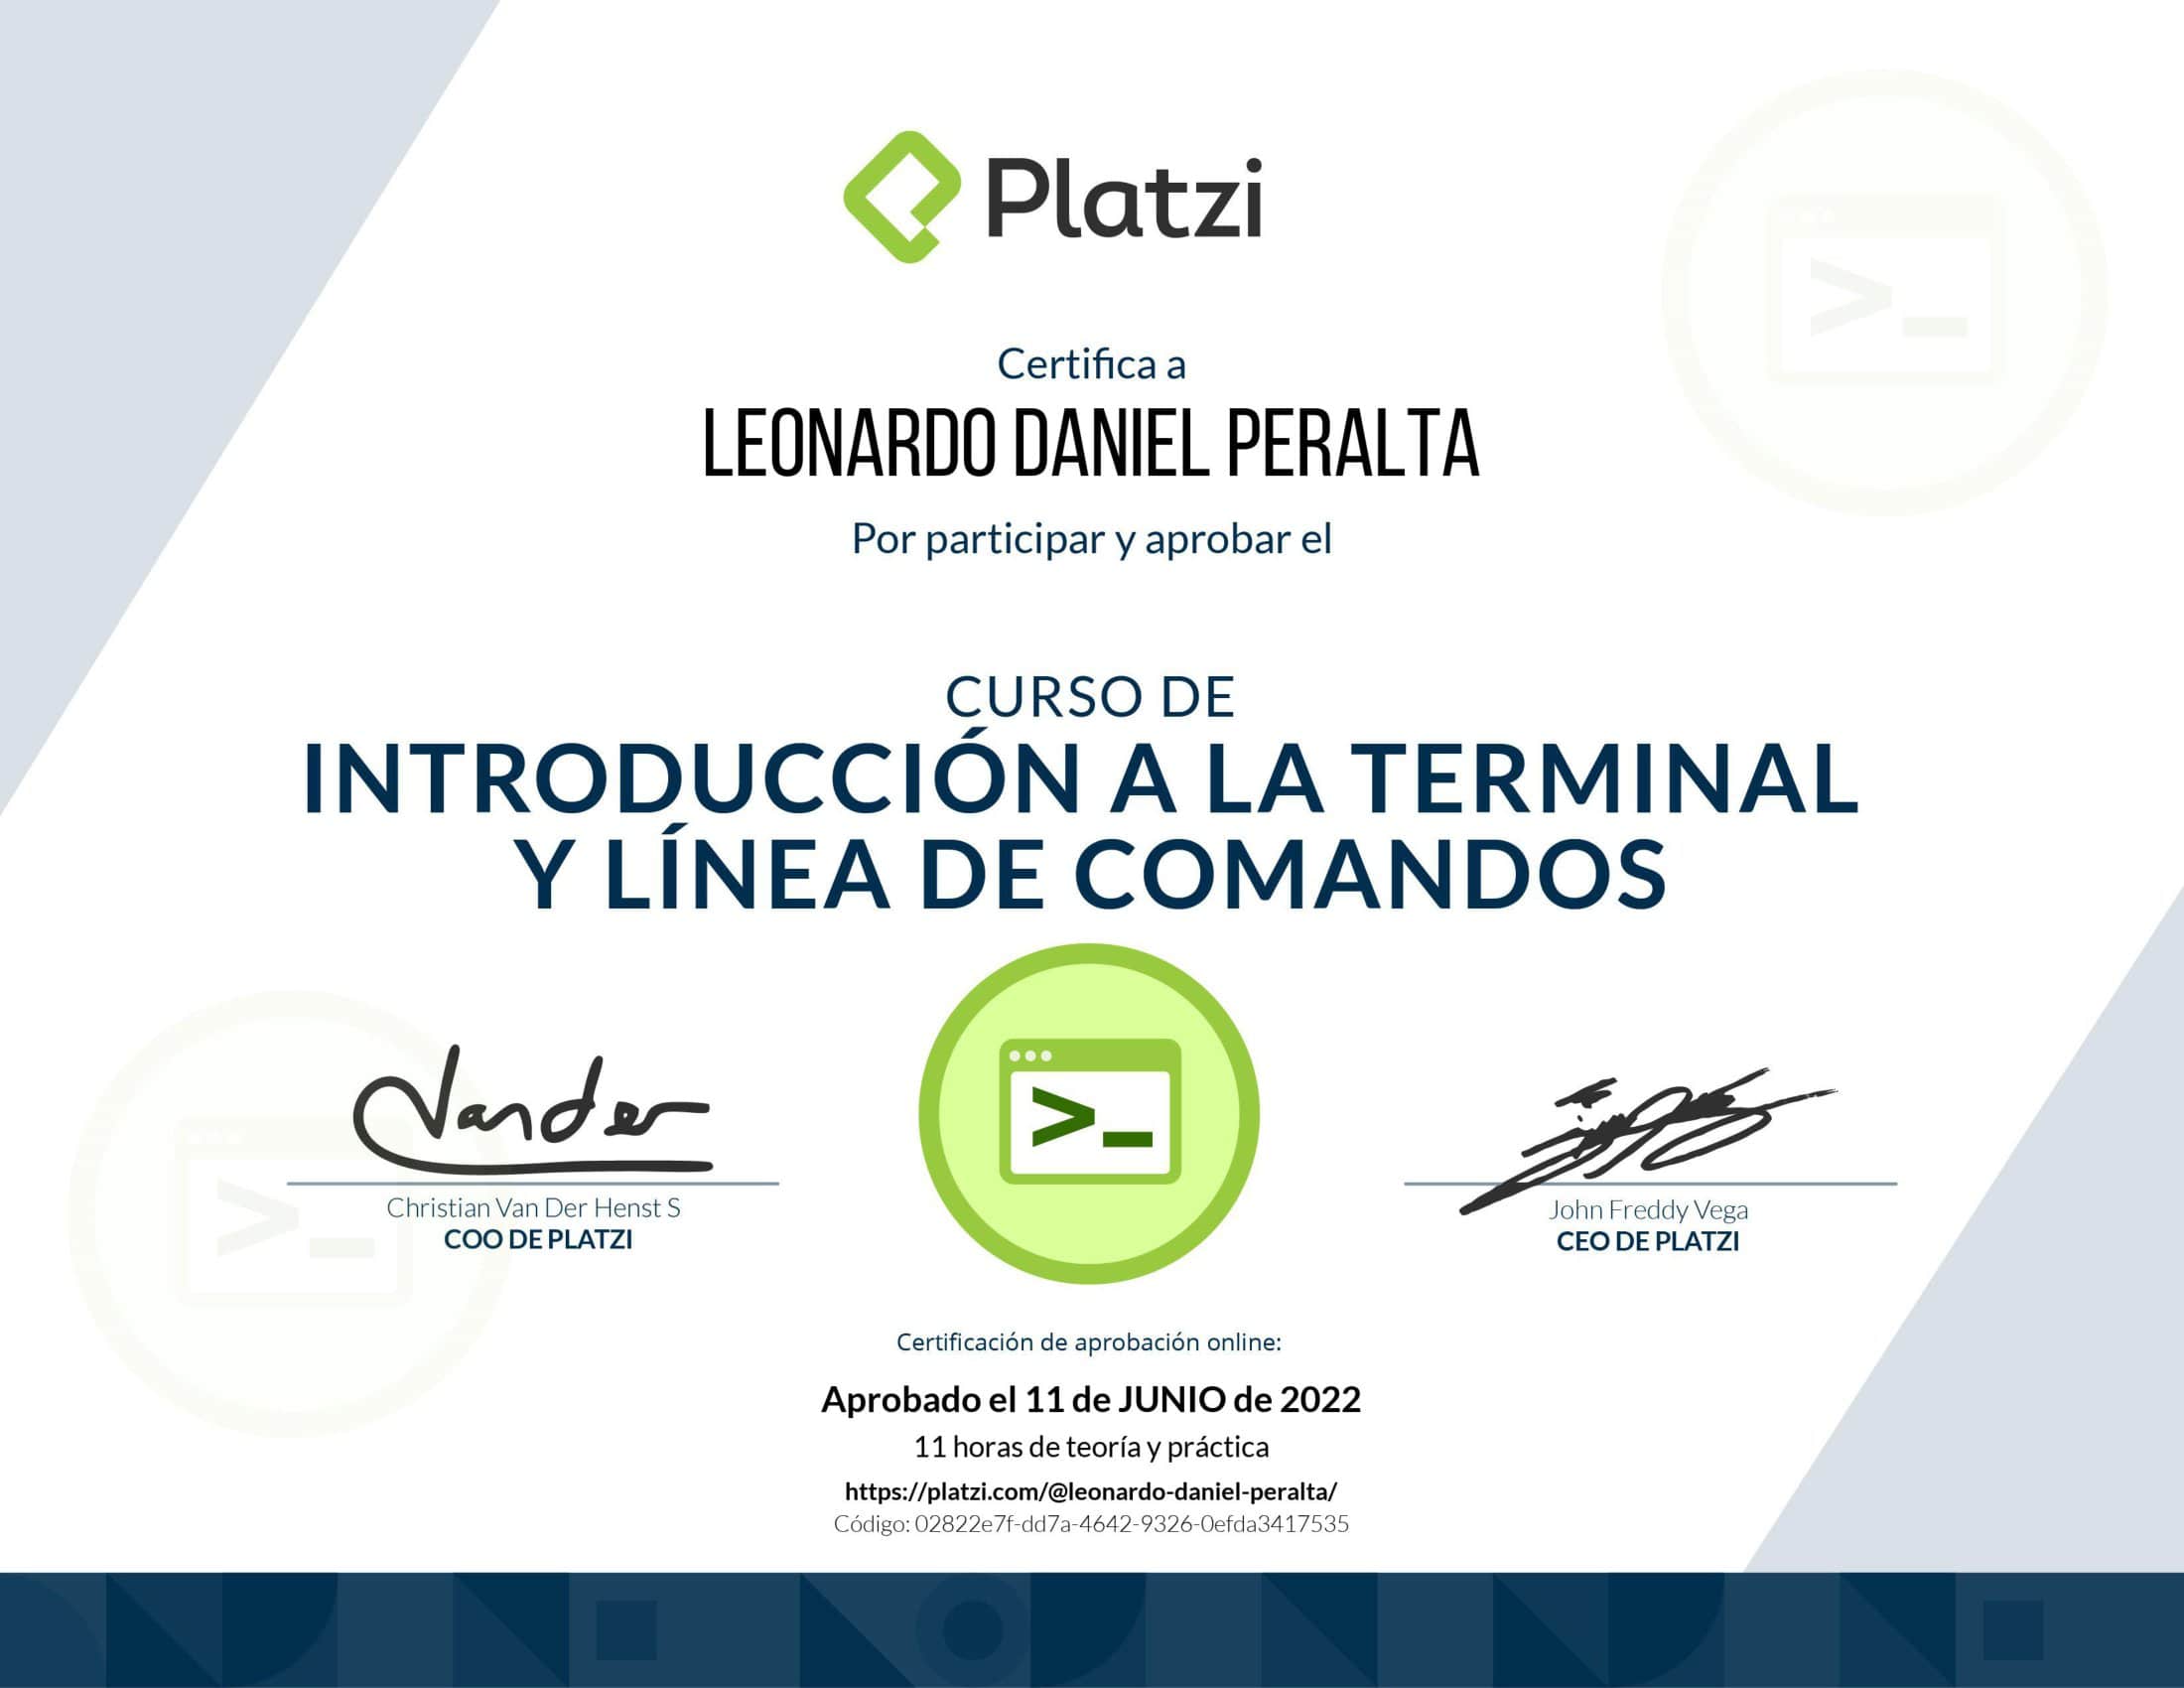 Platzi
Certifica a
LEONARDO DANIEL PERALTA
Por participar y aprobar el
CURSO DE
INTRODUCCIÓN A LA TERMINAL
Y LÍNEA DE COMANDOS
>_
Vander
Christian Van Der Henst S
COO DE PLATZI
John Freddy Vega
CEO DE PLATZI
Certificación de aprobación online:
Aprobado el 11 de JUNIO de 2022
11 horas de teoría y práctica
https://platzi.com/@leonardo-daniel-peralta/
Código: 02822e7f-dd7a-4642-9326-0efda3417535